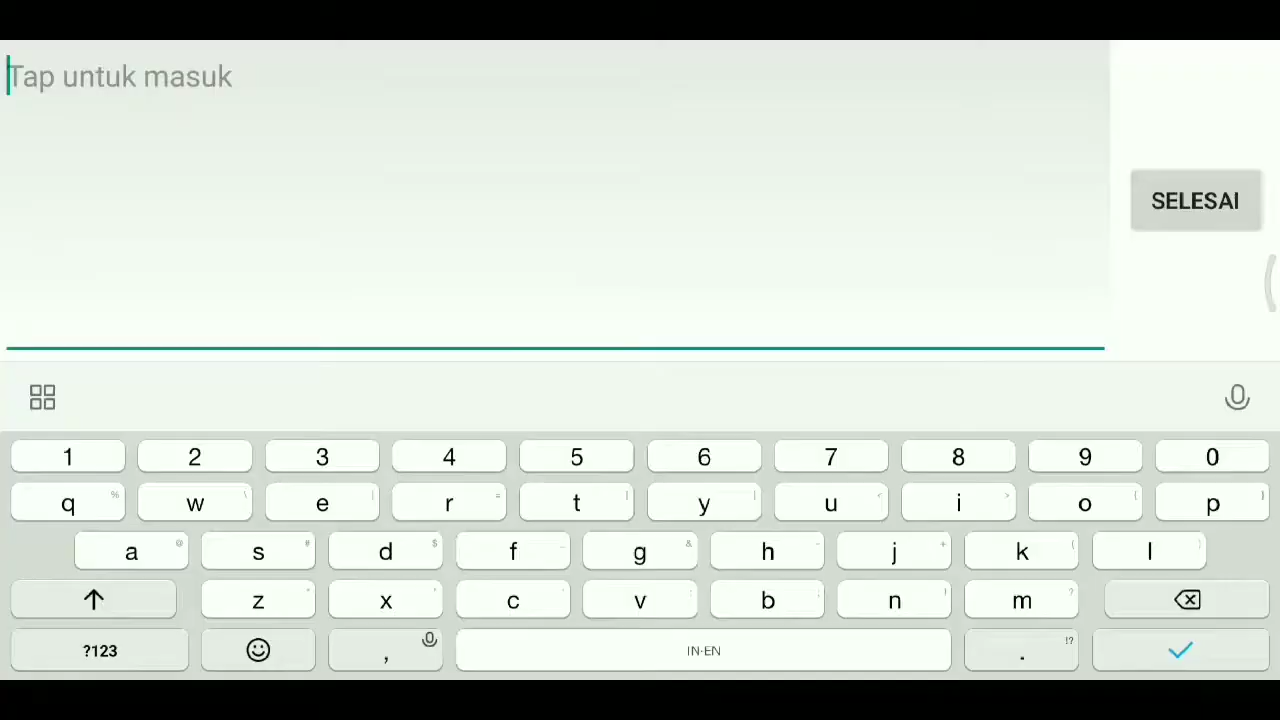 Tap untuk masuk
SELESAI
1 2 3 4 5 6 7 8 9 0
q w e r t y u i o p
a s d f g h j k l
z x c v b n m
?123 , IN-EN . !?